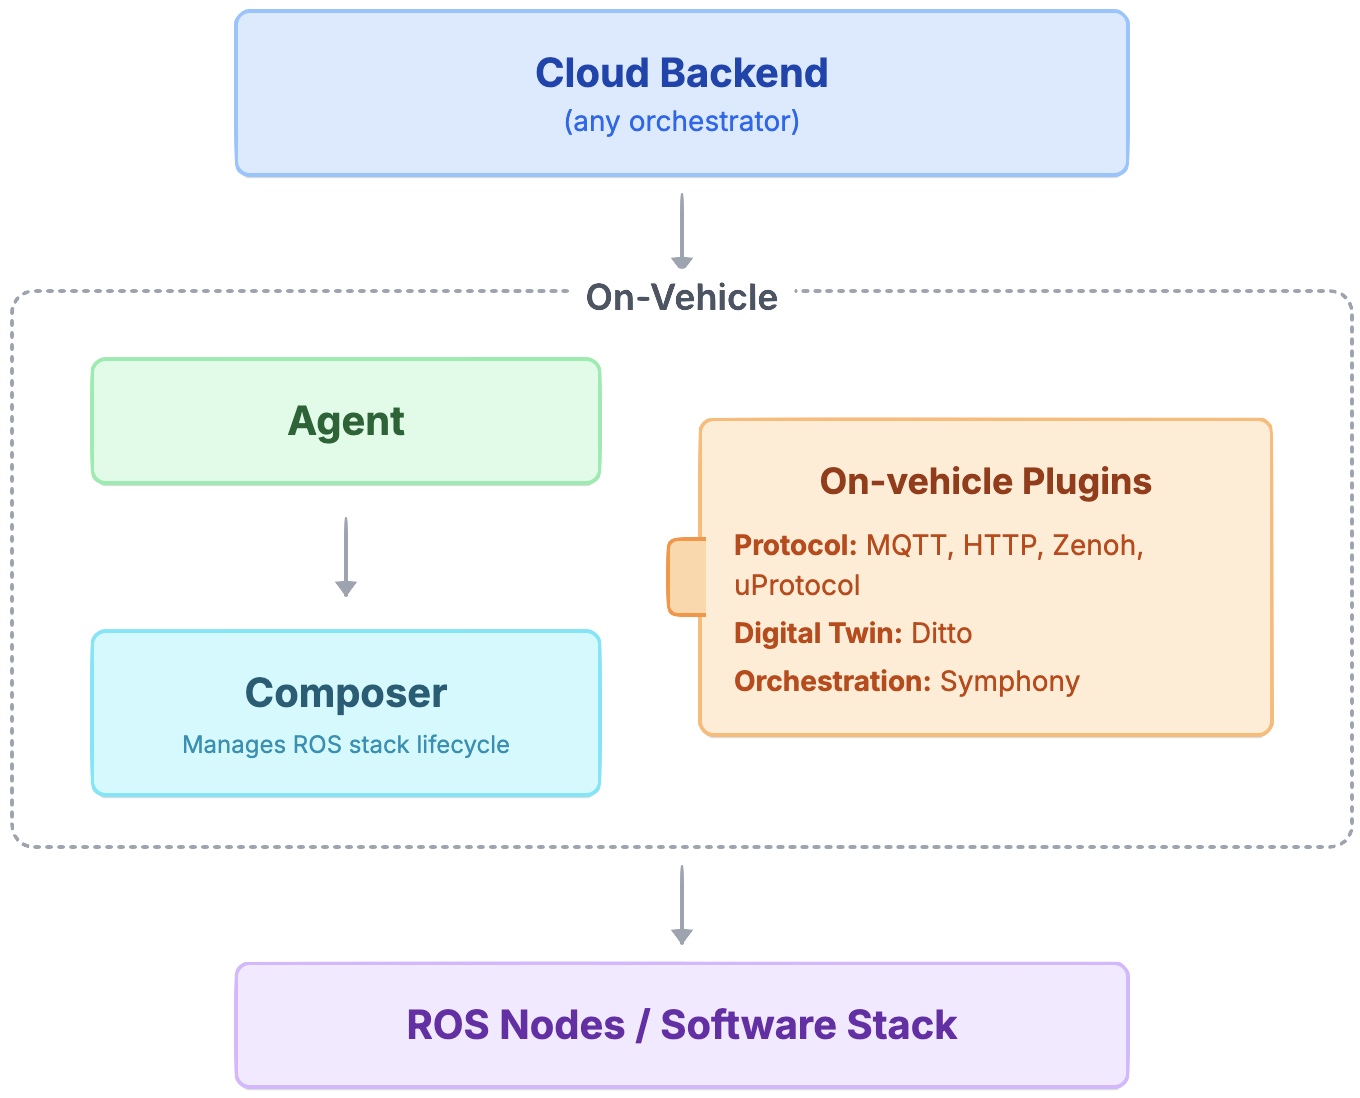 Cloud Backend
(any orchestrator)
On-Vehicle
Agent
Composer
Manages ROS stack lifecycle
On-vehicle Plugins
Protocol: MQTT, HTTP, Zenoh,
uProtocol
Digital Twin: Ditto
Orchestration: Symphony
ROS Nodes / Software Stack